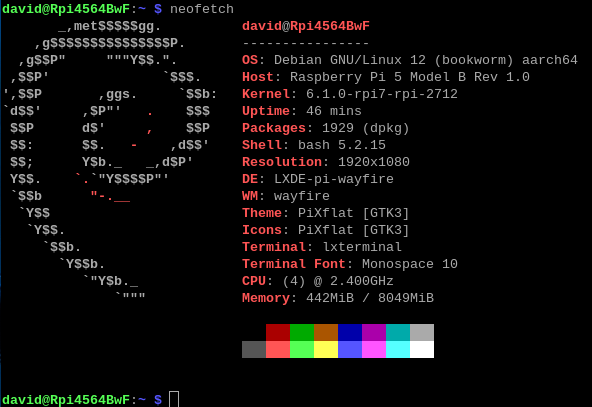 david@Rpi4564BwF:~ $ neofetch
       _,met$$$$$gg.          david@Rpi4564BwF
    ,g$$$$$$$$$$$$$$$P.       ----------------
  ,g$$P"     """Y$$.".        OS: Debian GNU/Linux 12 (bookworm) aarch64
 ,$$P'              `$$$.     Host: Raspberry Pi 5 Model B Rev 1.0
',$$P       ,ggs.     `$$b:   Kernel: 6.1.0-rpi7-rpi-2712
`d$$'     ,$P"'   .    $$$    Uptime: 46 mins
 $$P      d$'     ,    $$P    Packages: 1929 (dpkg)
 $$:      $$.   -    ,d$$'    Shell: bash 5.2.15
 $$;      Y$b._   _,d$P'      Resolution: 1920x1080
 Y$$.    `.`"Y$$$$P"'         DE: LXDE-pi-wayfire
 `$$b      "-.__              WM: wayfire
  `Y$$                        Theme: PiXflat [GTK3]
   `Y$$.                      Icons: PiXflat [GTK3]
     `$$b.                    Terminal: lxterminal
       `Y$$b.                 Terminal Font: Monospace 10
          `"Y$b._             CPU: (4) @ 2.400GHz
              `"""            Memory: 442MiB / 8049MiB
david@Rpi4564BwF:~ $